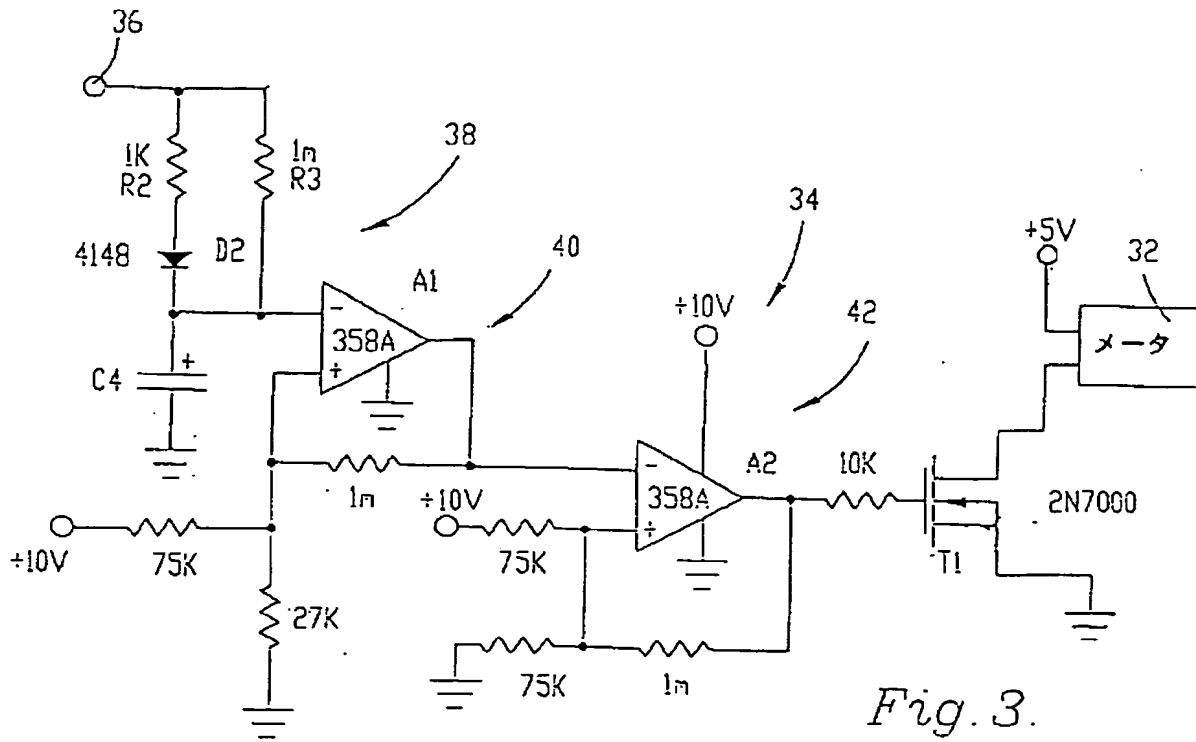 36
38
1K
R2
1m
R3
34
4148
D2
40
+5V
32
A1
÷10V
42
メータ
-
358A
÷
+
C4
-
A2
10K
1m
÷10V
358A
2N7000
÷
÷10V
75K
75K
T1
27K
75K
1m
Fig. 3.